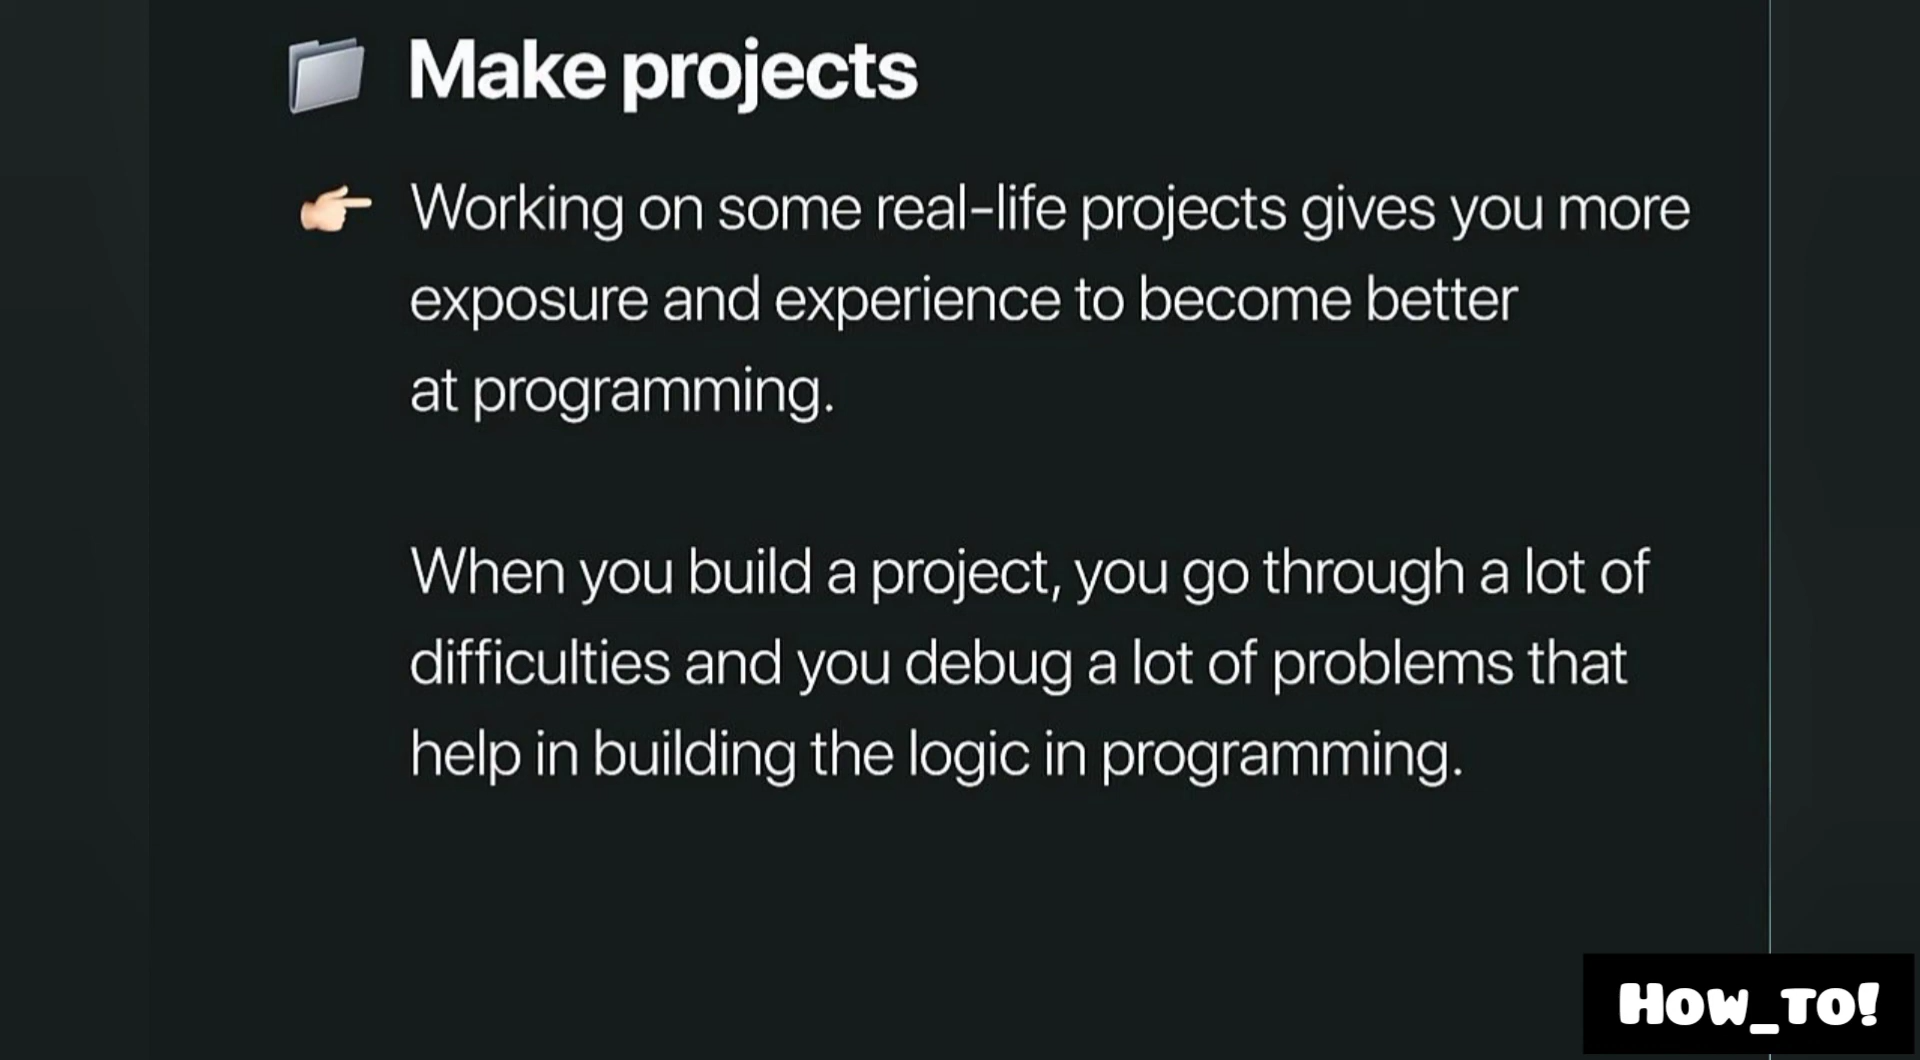 Make projects
Working on some real-life projects gives you more
exposure and experience to become better
at programming.
When you build a project, you go through a lot of
difficulties and you debug a lot of problems that
help in building the logic in programming.
How_to!